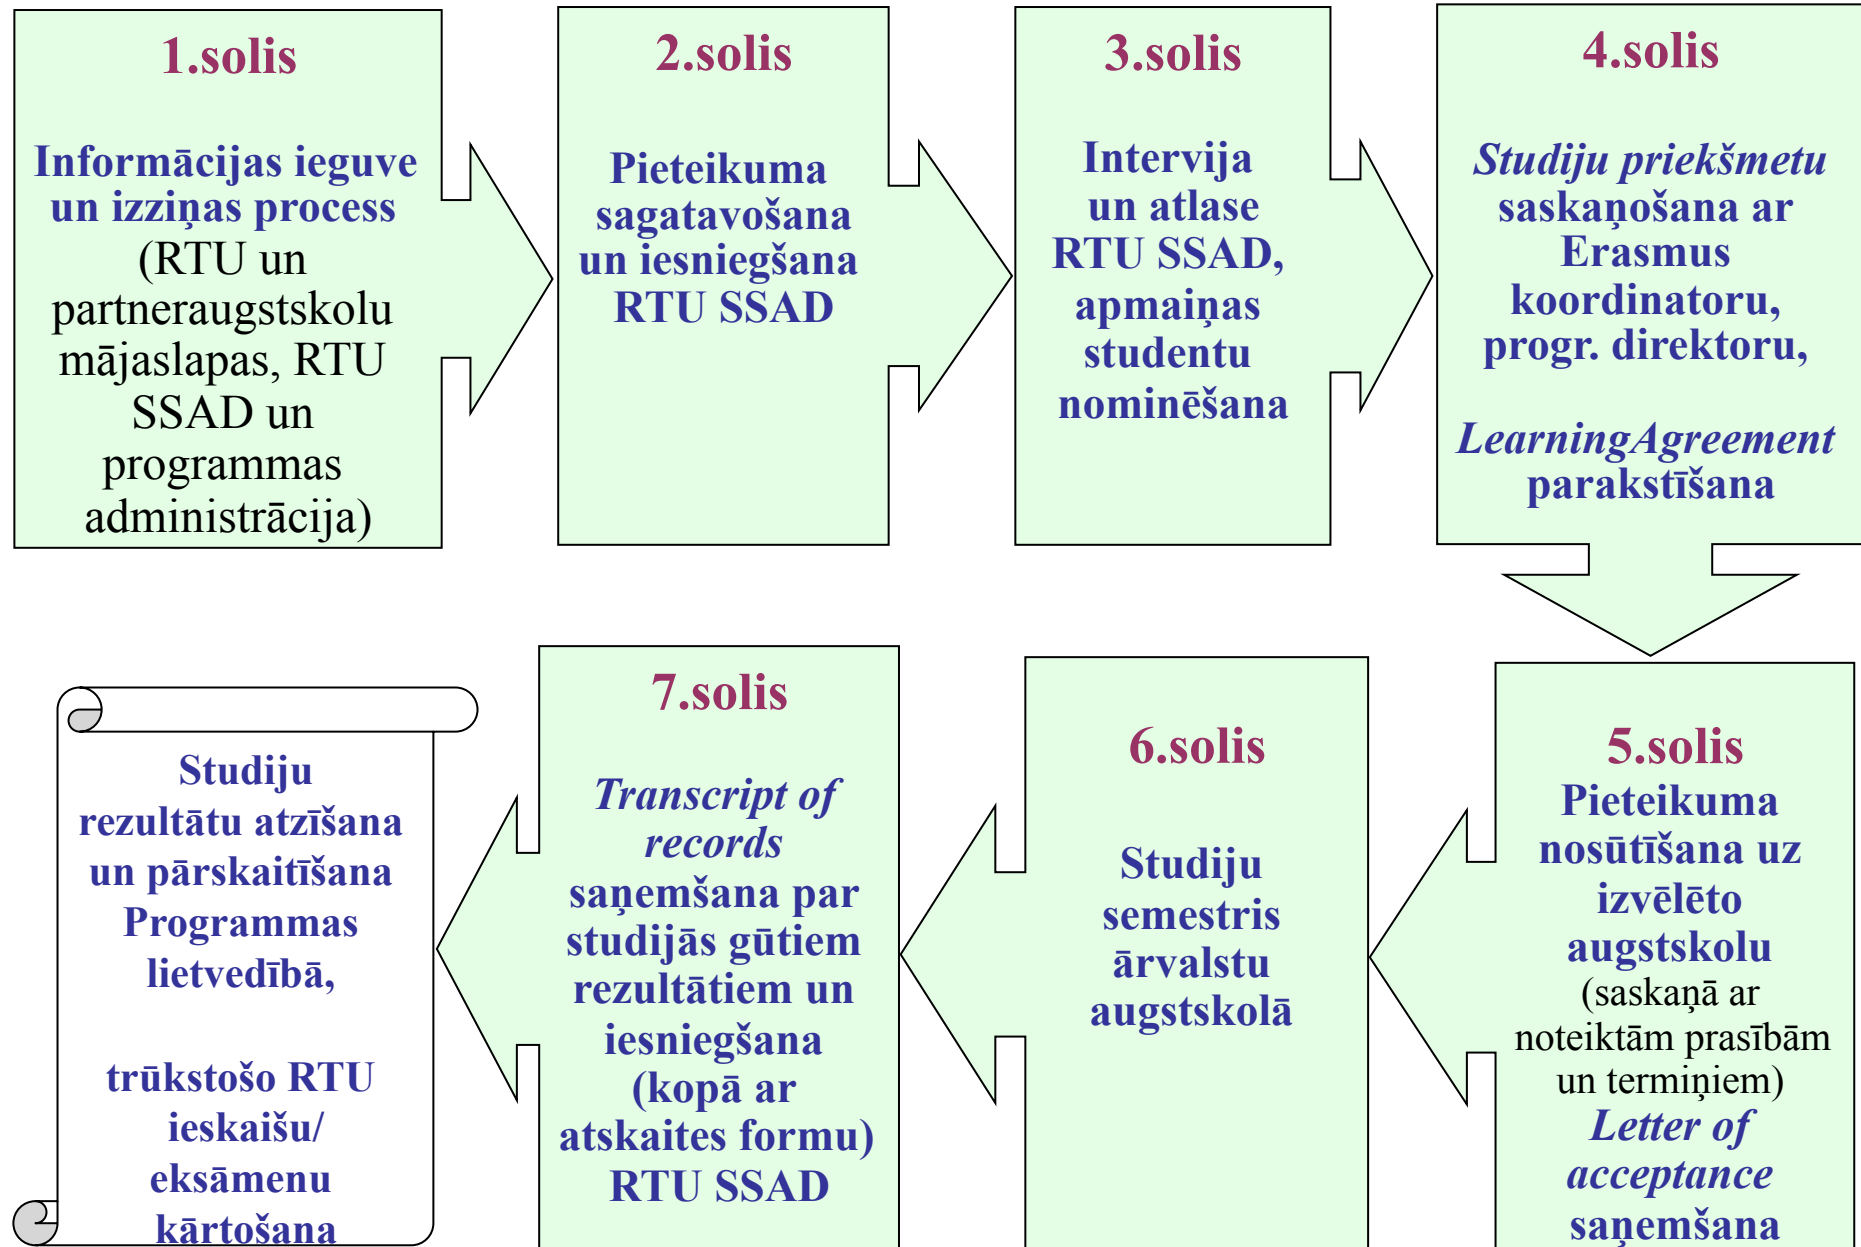 1.solis
Informācijas ieguve
un izziņas process
(RTU un
partneraugstskolu
mājaslapas, RTU
SSAD un
programmas
administrācija)
2.solis
Pieteikuma
sagatavošana
un iesniegšana
RTU SSAD
3.solis
Intervija
un atlase
RTU SSAD,
apmaiņas
studentu
nominēšana
4.solis
Studiju priekšmetu
saskaņošana ar
Erasmus
koordinatoru,
progr. direktoru,
LearningAgreement
parakstīšana
5.solis
Pieteikuma
nosūtīšana uz
izvēlēto
augstskolu
(saskaņā ar
noteiktām prasībām
un termiņiem)
Letter of
acceptance
saņemšana
6.solis
Studiju
semestris
ārvalstu
augstskolā
7.solis
Transcript of
records
saņemšana par
studijās gūtiem
rezultātiem un
iesniegšana
(kopā ar
atskaites formu)
RTU SSAD
Studiju
rezultātu atzīšana
un pārskaitīšana
Programmas
lietvedībā,
trūkstošo RTU
ieskaišu/
eksāmenu
kārtošana